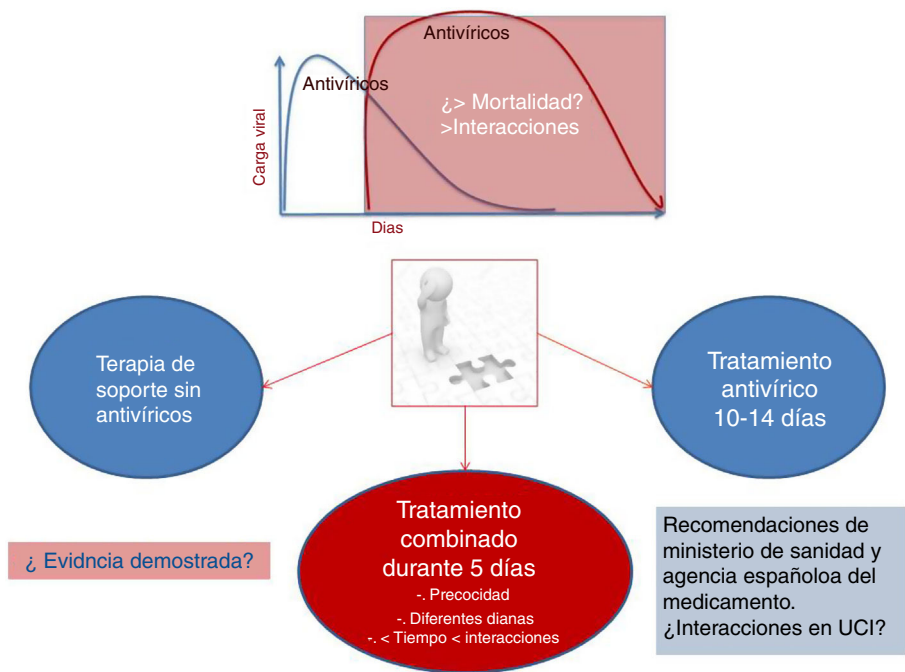 Antivíricos
Antivíricos
¿> Mortalidad?
>Interacciones
Carga viral
Dias
Terapia de
soporte sin
antivíricos
Tratamiento
antivírico
10-14 días
Tratamiento
combinado
durante 5 días
-. Precocidad
-. Diferentes dianas
-. < Tiempo < interacciones
¿ Evidncia demostrada?
Recomendaciones de
ministerio de sanidad y
agencia españoloa del
medicamento.
¿Interacciones en UCI?